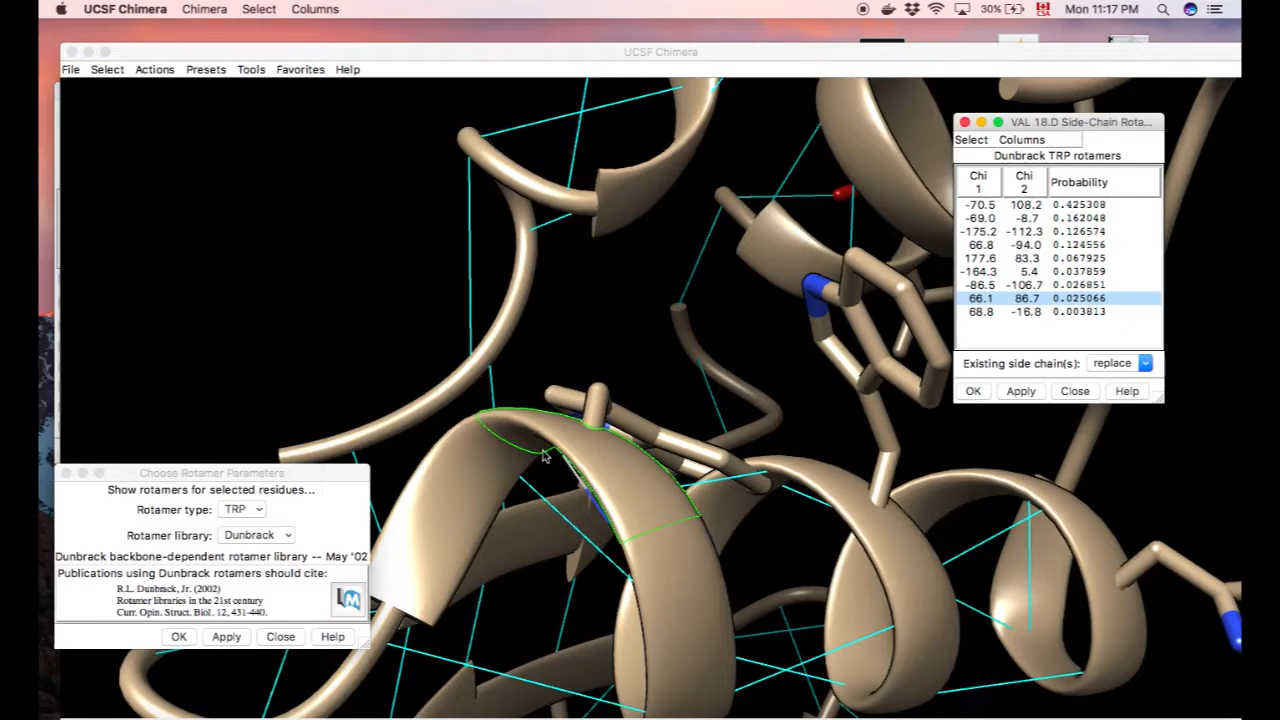 UCSF Chimera Chimera Select Columns 30% CSA Mon 11:17 PM
UCSF Chimera
File Select Actions Presets Tools Favorites Help
VAL 18.D Side-Chain Rota...
Select Columns
Dunbrack TRP rotamers
Chi 1 Chi 2 Probability
-70.5 108.2 0.425308
-69.0 -8.7 0.162048
-175.2 -112.3 0.126574
66.8 -94.0 0.124556
177.6 83.3 0.067925
-164.3 5.4 0.037859
-86.5 -106.7 0.026851
66.1 86.7 0.025066
68.8 -16.8 0.003813
Existing side chain(s): replace
OK Apply Close Help
Choose Rotamer Parameters
Show rotamers for selected residues...
Rotamer type: TRP
Rotamer library: Dunbrack
Dunbrack backbone-dependent rotamer library -- May '02
Publications using Dunbrack rotamers should cite:
R.L. Dunbrack, Jr. (2002)
Rotamer libraries in the 21st century
Curr. Opin. Struct. Biol. 12, 431-440.
OK Apply Close Help